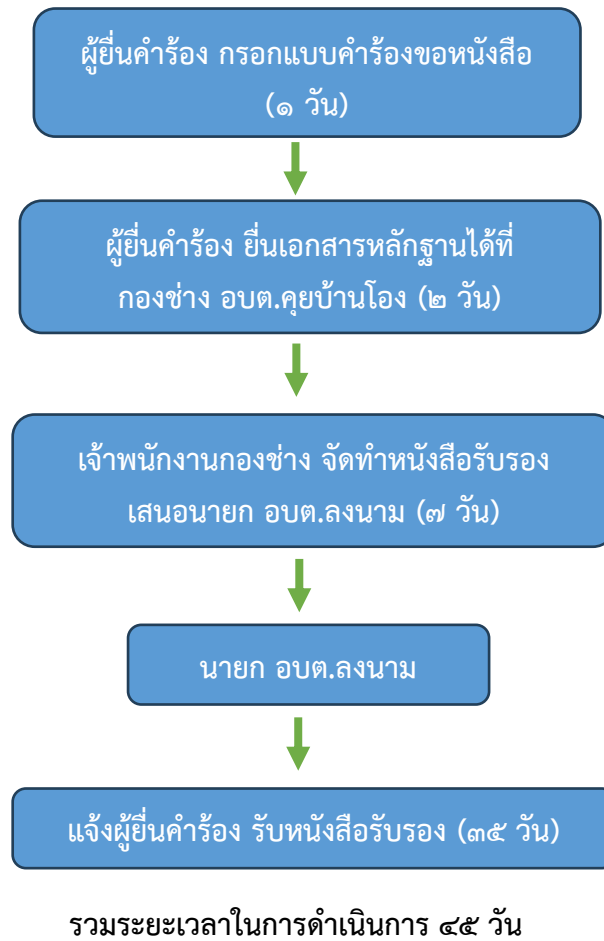 ผู้ยื่นคำร้อง กรอกแบบคำร้องขอหนังสือ
(๑ วัน)
ผู้ยื่นคำร้อง ยื่นเอกสารหลักฐานได้ที่
กองช่าง อบต.คุยบ้านโอง (๒ วัน)
เจ้าพนักงานกองช่าง จัดทำหนังสือรับรอง
เสนอนายก อบต.ลงนาม (๗ วัน)
นายก อบต.ลงนาม
แจ้งผู้ยื่นคำร้อง รับหนังสือรับรอง (๓๕ วัน)
รวมระยะเวลาในการดำเนินการ ๔๕ วัน